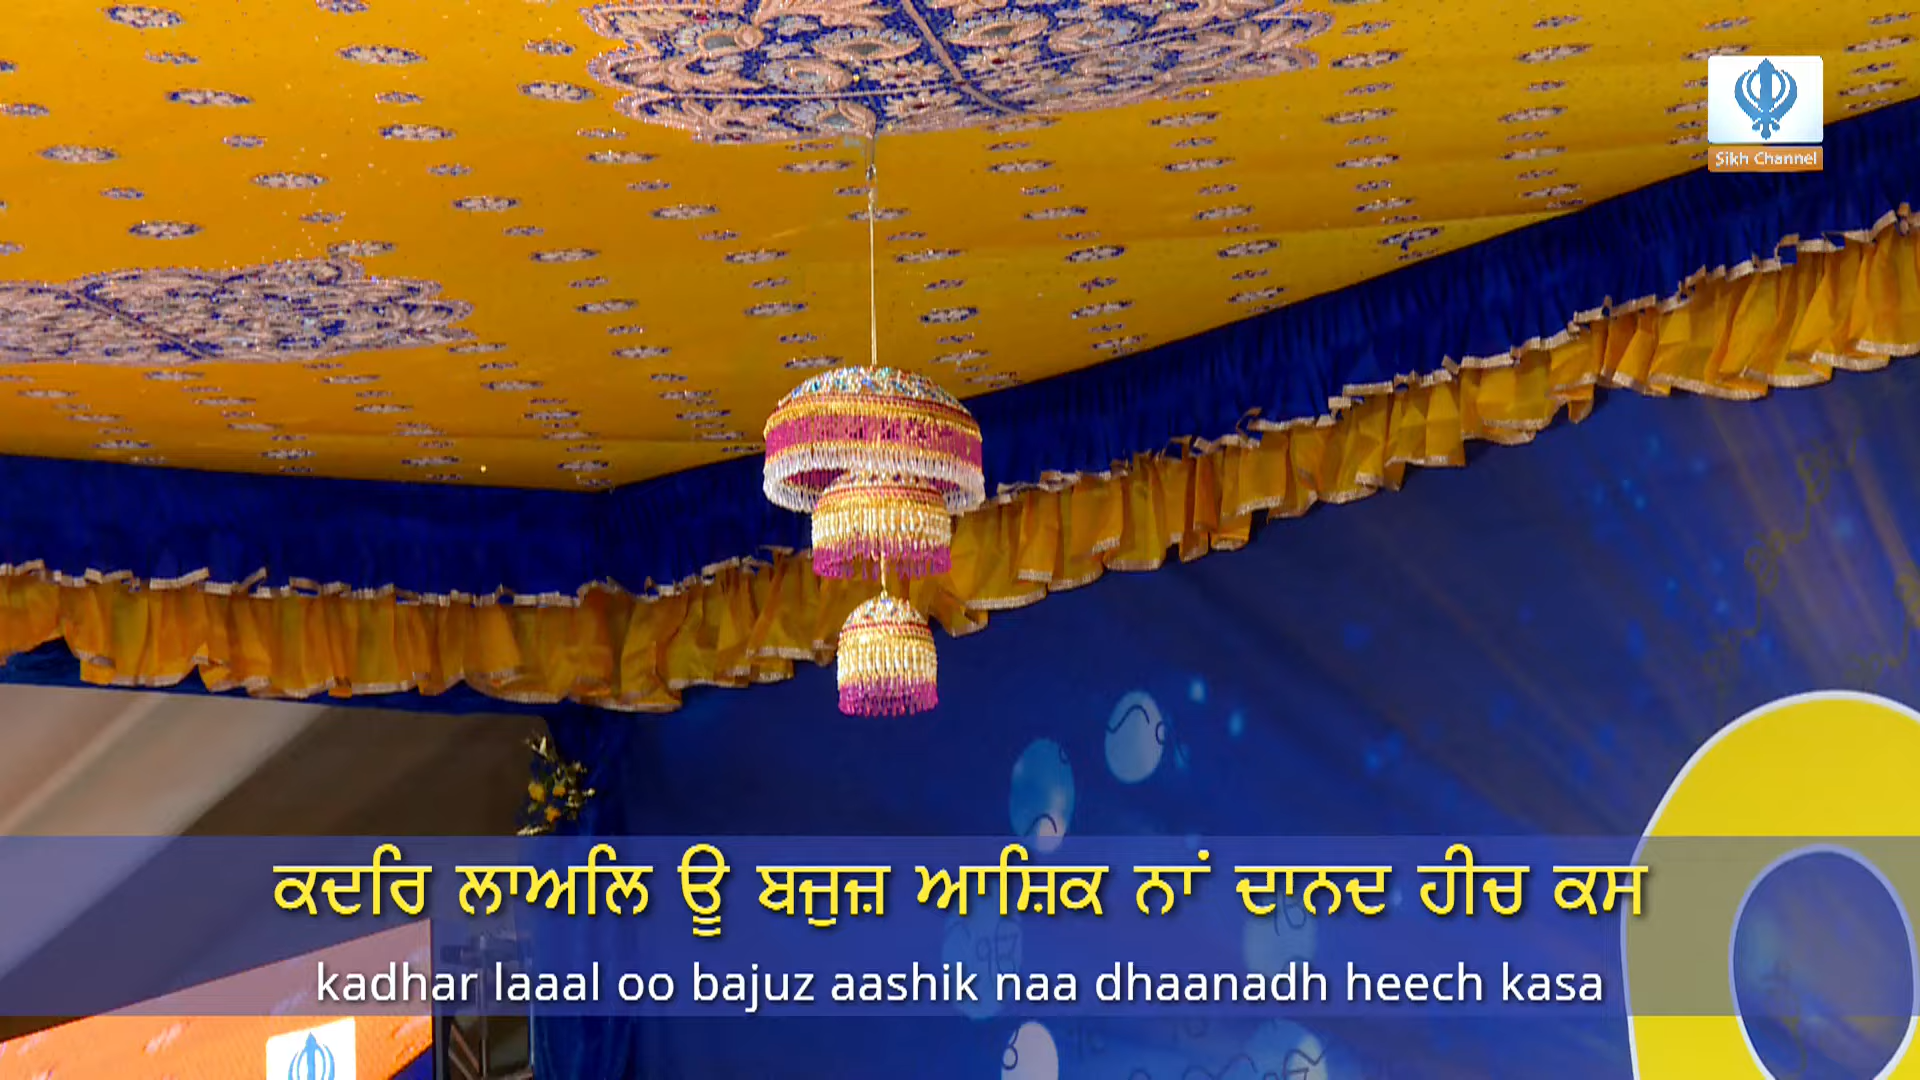 Sikh Channel
ਕਦਰਿ ਲਾਅਲਿ ਊ ਬਜੁਜ਼ ਆਸ਼ਿਕ ਨਾਂ ਦਾਨਦ ਹੀਚ ਕਸ
kadhar laaal oo bajuz aashik naa dhaanadh heech kasa